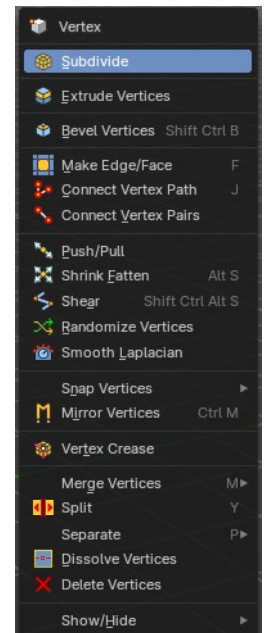 Vertex
Subdivide
Extrude Vertices
Bevel Vertices Shift Ctrl B
Make Edge/Face F
Connect Vertex Path J
Connect Vertex Pairs
Push/Pull
Shrink Fatten Alt S
Shear Shift Ctrl Alt S
Randomize Vertices
Smooth Laplacian
Snap Vertices
Mirror Vertices Ctrl M
Vertex Crease
Merge Vertices M
Split Y
Separate P
Dissolve Vertices
Delete Vertices
Show/Hide